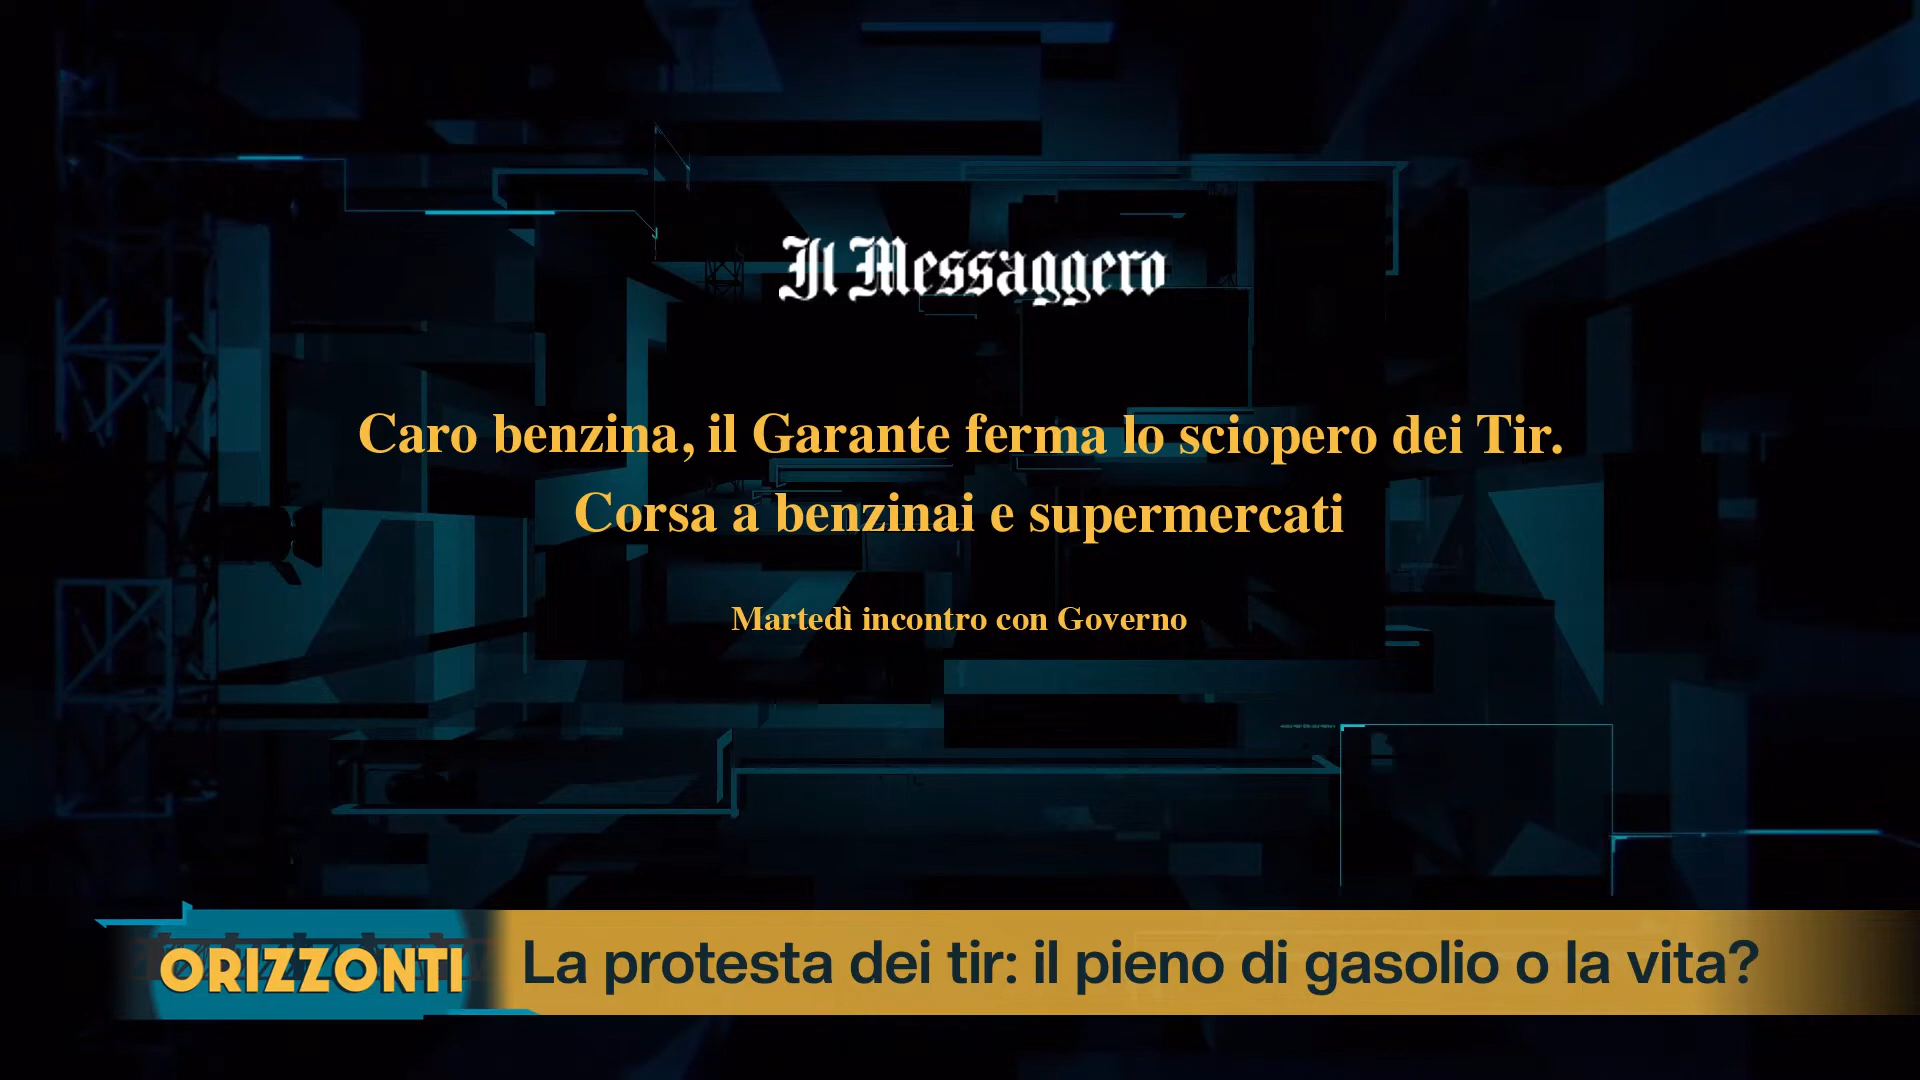 Il Messaggero
Caro benzina, il Garante ferma lo sciopero dei Tir.
Corsa a benzinai e supermercati
Martedì incontro con Governo
ORIZZONTI
La protesta dei tir: il pieno di gasolio o la vita?